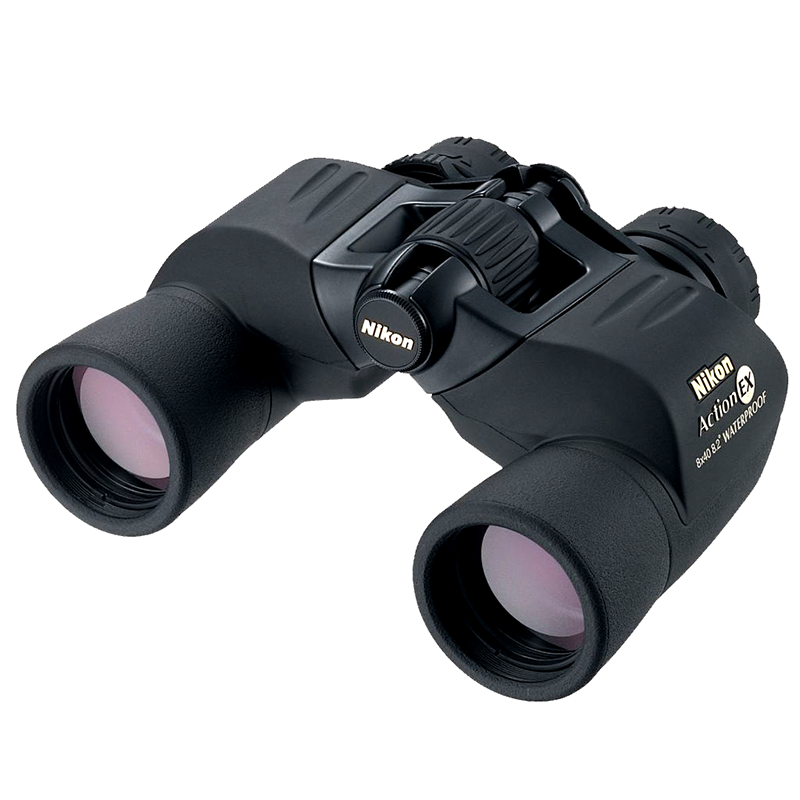 Nikon
Nikon
Action EX
8x40 8.2° WATERPROOF